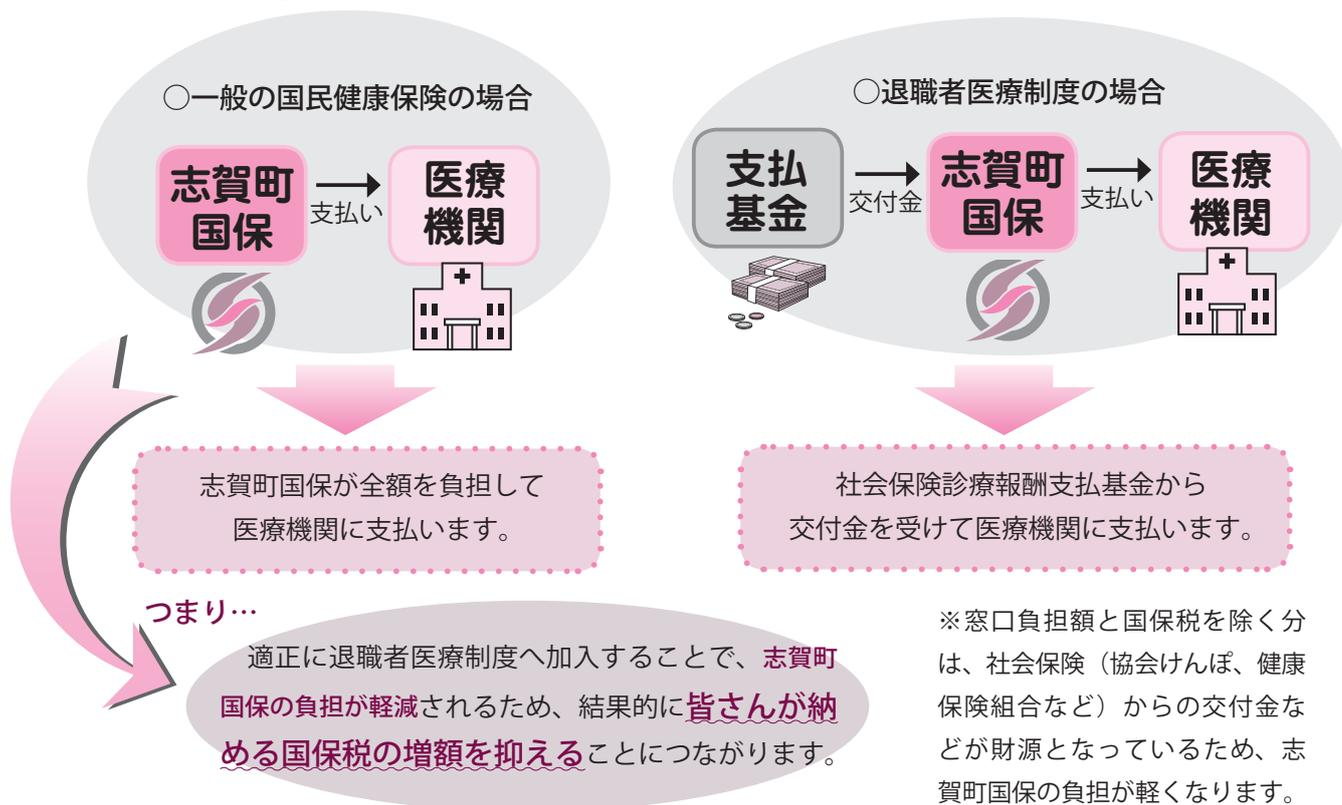 ○一般の国民健康保険の場合
志賀町
国保
支払い
医療
機関
○退職者医療制度の場合
支払
基金
交付金
志賀町
国保
支払い
医療
機関
志賀町国保が全額を負担して
医療機関に支払います。
社会保険診療報酬支払基金から
交付金を受けて医療機関に支払います。
つまり…
適正に退職者医療制度へ加入することで、志賀町
国保の負担が軽減されるため、結果的に皆さんが納
める国保税の増額を抑えることにつながります。
※窓口負担額と国保税を除く分
は、社会保険（協会けんぽ、健康
保険組合など）からの交付金な
どが財源となっているため、志
賀町国保の負担が軽くなります。